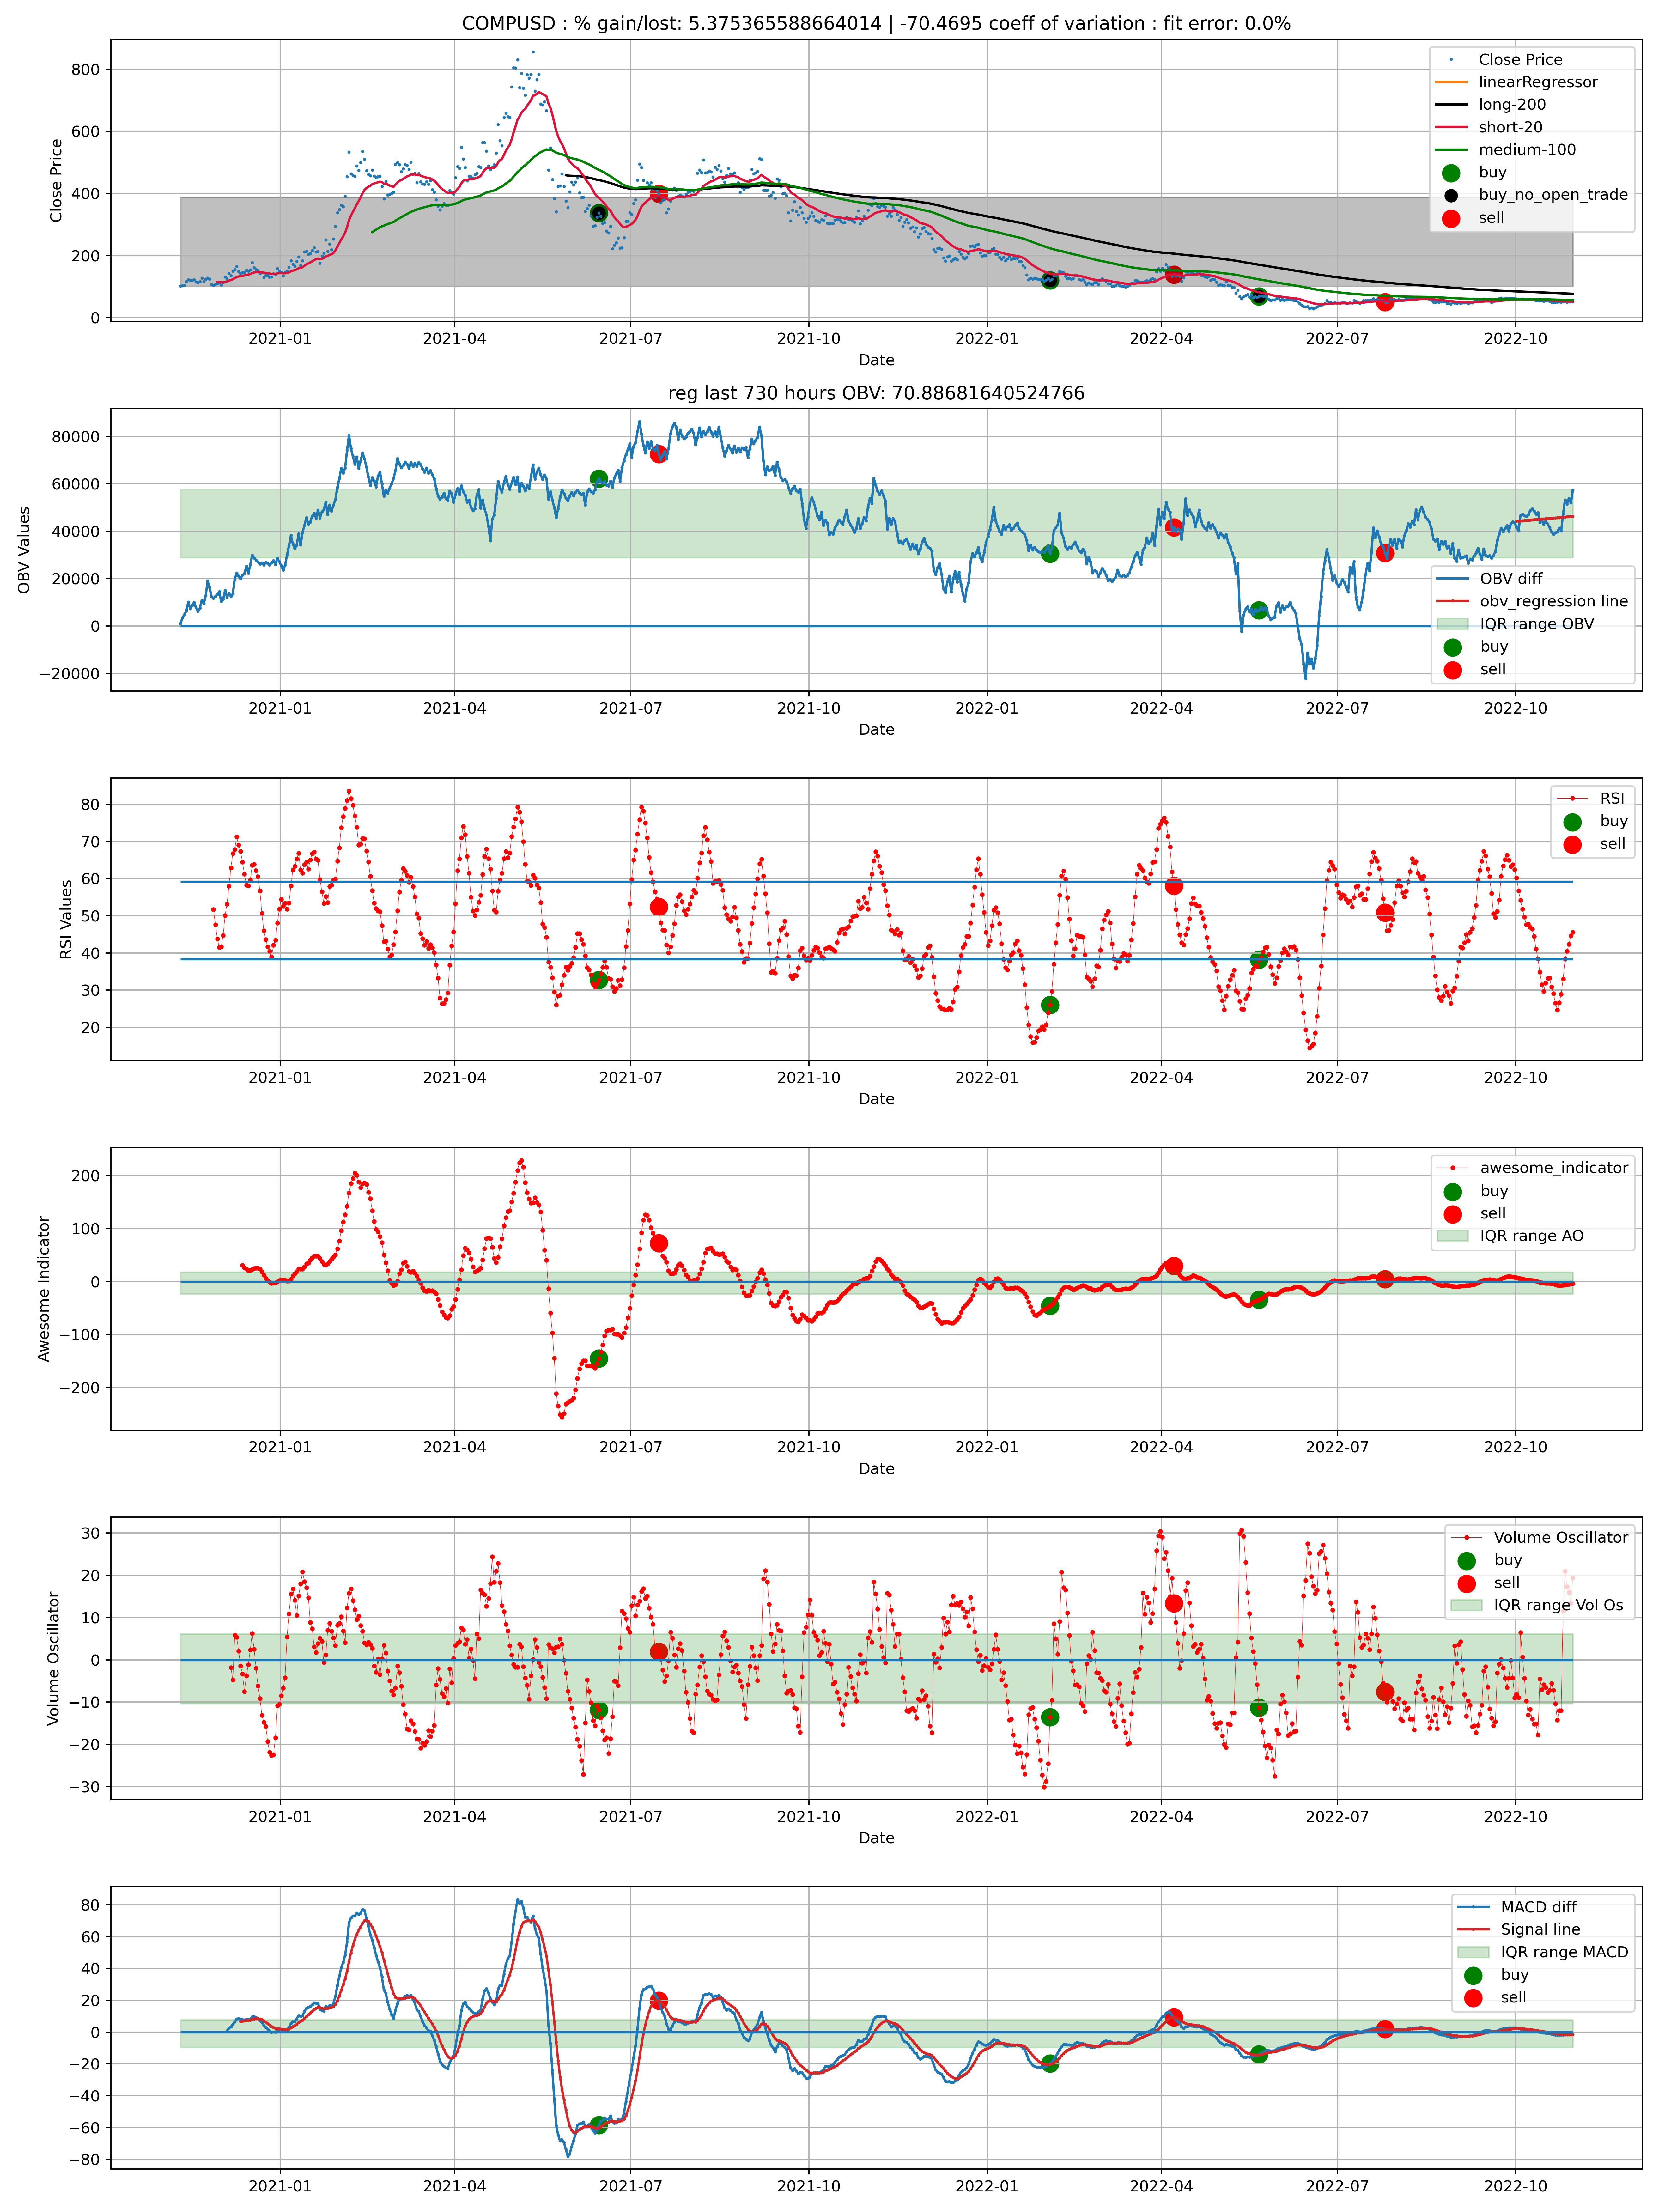 COMPUSD : % gain/lost: 5.375365588664014 | -70.4695 coeff of variation : fit error: 0.0%
800
600
400
200
0
Close Price
Close Price
linearRegressor
long-200
short-20
medium-100
buy
buy_no_open_trade
sell
2021-01 2021-04 2021-07 2021-10 2022-01 2022-04 2022-07 2022-10
Date
reg last 730 hours OBV: 70.88681640524766
80000
60000
40000
20000
0
−20000
OBV Values
OBV diff
obv_regression line
IQR range OBV
buy
sell
2021-01 2021-04 2021-07 2021-10 2022-01 2022-04 2022-07 2022-10
Date
80
70
60
50
40
30
20
RSI Values
RSI
buy
sell
2021-01 2021-04 2021-07 2021-10 2022-01 2022-04 2022-07 2022-10
Date
200
100
0
−100
−200
Awesome Indicator
awesome_indicator
buy
sell
IQR range AO
2021-01 2021-04 2021-07 2021-10 2022-01 2022-04 2022-07 2022-10
Date
30
20
10
0
−10
−20
−30
Volume Oscillator
Volume Oscillator
buy
sell
IQR range Vol Os
2021-01 2021-04 2021-07 2021-10 2022-01 2022-04 2022-07 2022-10
Date
80
60
40
20
0
−20
−40
−60
−80
MACD diff
Signal line
IQR range MACD
buy
sell
2021-01 2021-04 2021-07 2021-10 2022-01 2022-04 2022-07 2022-10